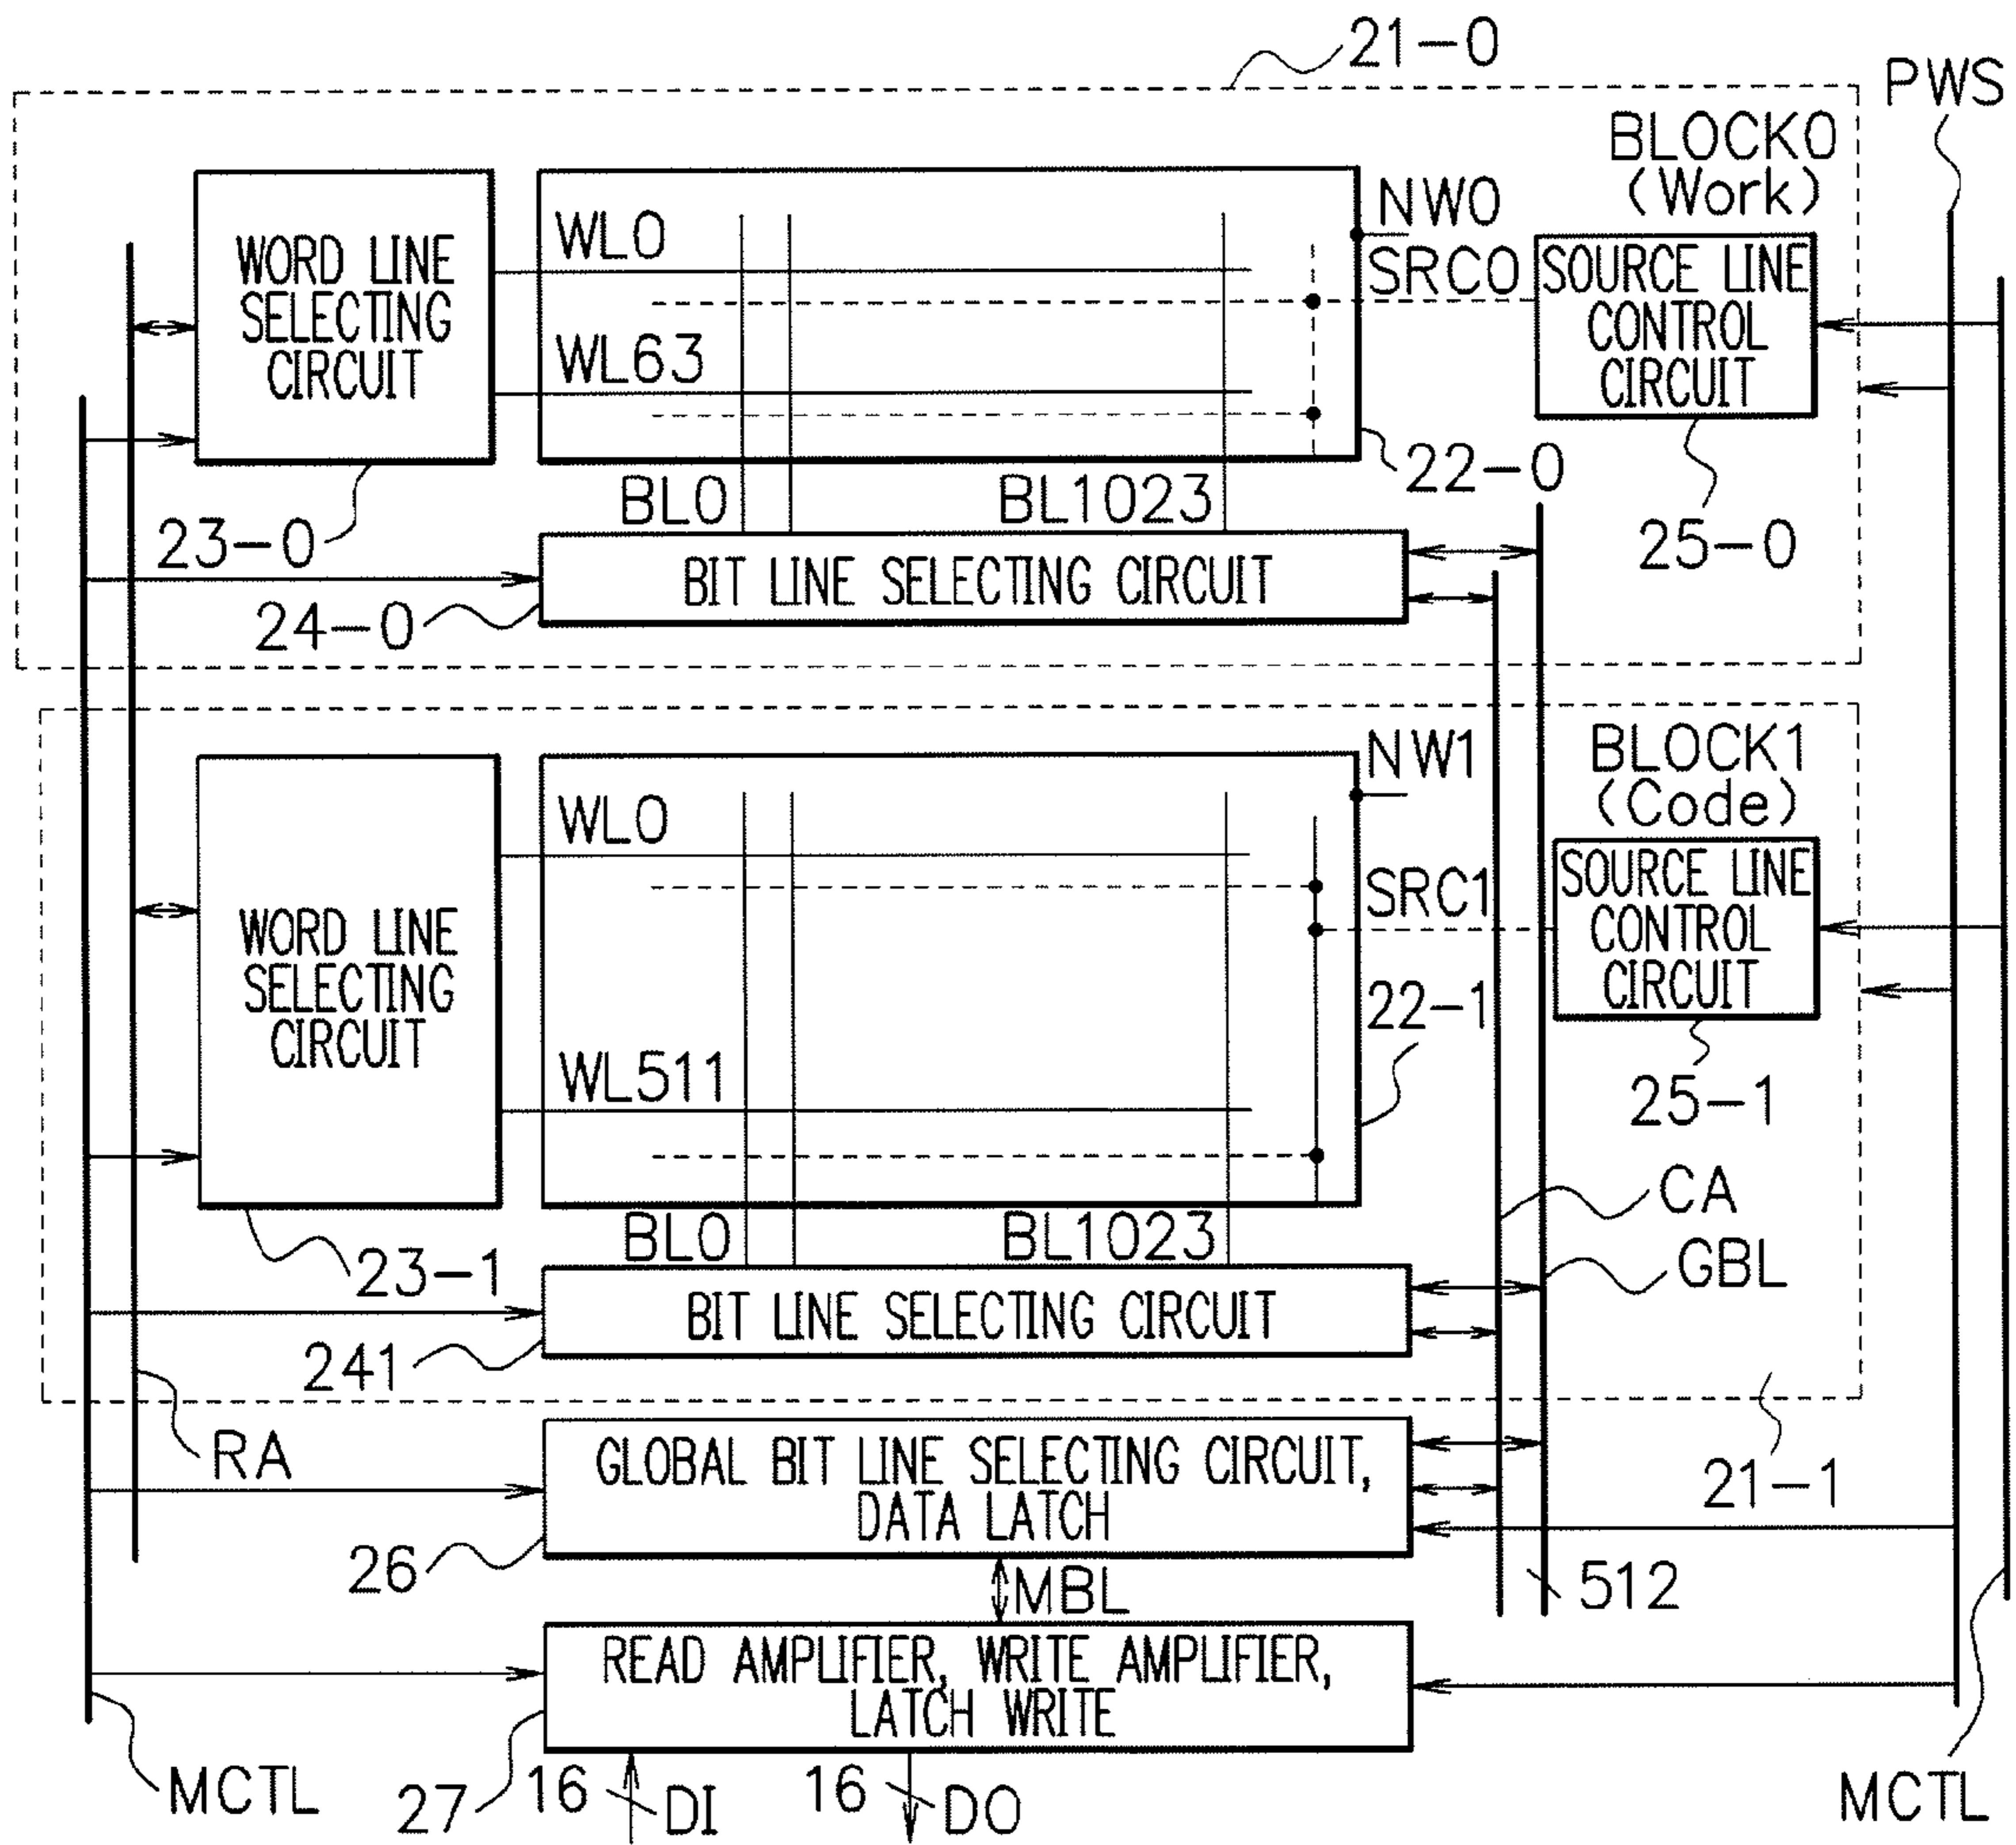 21-0
PWS
BLOCK0
(Work)
WORD LINE
SELECTING
CIRCUIT
WL0
WL63
NW0
SRC0
SOURCE LINE
CONTROL
CIRCUIT
22-0
BL0
BL1023
23-0
25-0
BIT LINE SELECTING CIRCUIT
24-0
NW1
BLOCK1
(Code)
WL0
SRC1
SOURCE LINE
CONTROL
CIRCUIT
WORD LINE
SELECTING
CIRCUIT
22-1
WL511
25-1
CA
BL0
BL1023
23-1
GBL
BIT LINE SELECTING CIRCUIT
241
RA
GLOBAL BIT LINE SELECTING CIRCUIT,
DATA LATCH
21-1
26
MBL
512
READ AMPLIFIER, WRITE AMPLIFIER,
LATCH WRITE
MCTL
27
16
DI
16
DO
MCTL